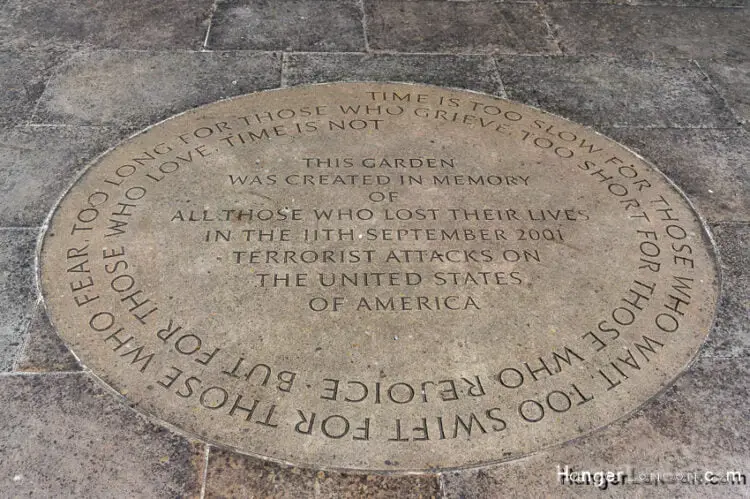 TIME IS TOO SLOW FOR THOSE WHO WAIT, TOO SWIFT FOR THOSE WHO FEAR, TOO LONG FOR THOSE WHO GRIEVE, TOO SHORT FOR THOSE WHO REJOICE, BUT FOR THOSE WHO LOVE, TIME IS NOT
THIS GARDEN
WAS CREATED IN MEMORY
OF
ALL THOSE WHO LOST THEIR LIVES
IN THE 11TH SEPTEMBER 2001
TERRORIST ATTACKS ON
THE UNITED STATES
OF AMERICA
HangerLondon.com